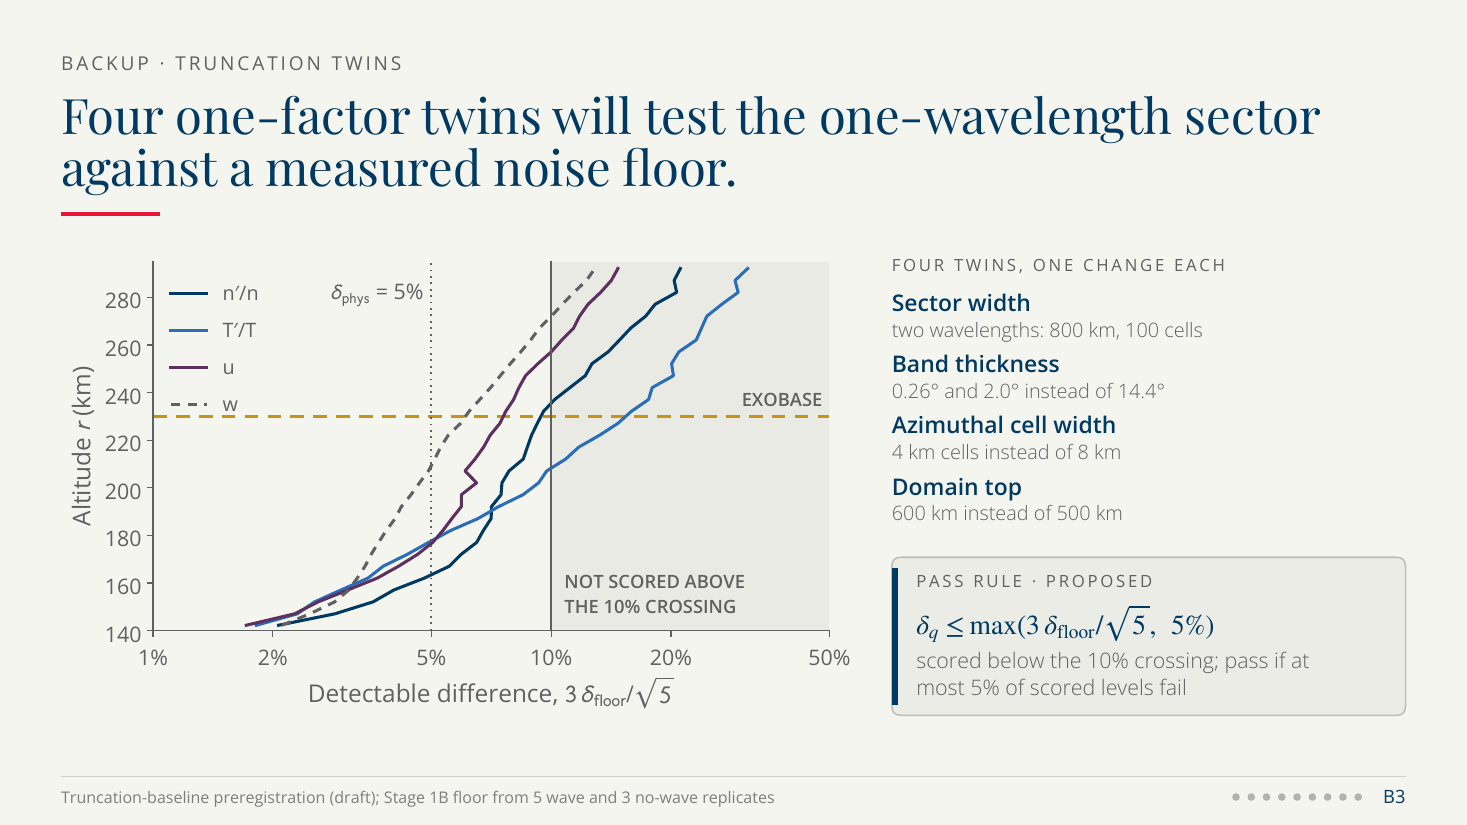 BACKUP · TRUNCATION TWINS
Four one-factor twins will test the one-wavelength sector
against a measured noise floor.
n′/n
T′/T
u
w
δphys = 5%
EXOBASE
NOT SCORED ABOVE
THE 10% CROSSING
Altitude r (km)
280
260
240
220
200
180
160
140
1%
2%
5%
10%
20%
50%
Detectable difference, 3 δfloor/√5
FOUR TWINS, ONE CHANGE EACH
Sector width
two wavelengths: 800 km, 100 cells
Band thickness
0.26° and 2.0° instead of 14.4°
Azimuthal cell width
4 km cells instead of 8 km
Domain top
600 km instead of 500 km
PASS RULE · PROPOSED
δq ≤ max(3 δfloor/√5, 5%)
scored below the 10% crossing; pass if at
most 5% of scored levels fail
Truncation-baseline preregistration (draft); Stage 1B floor from 5 wave and 3 no-wave replicates
B3